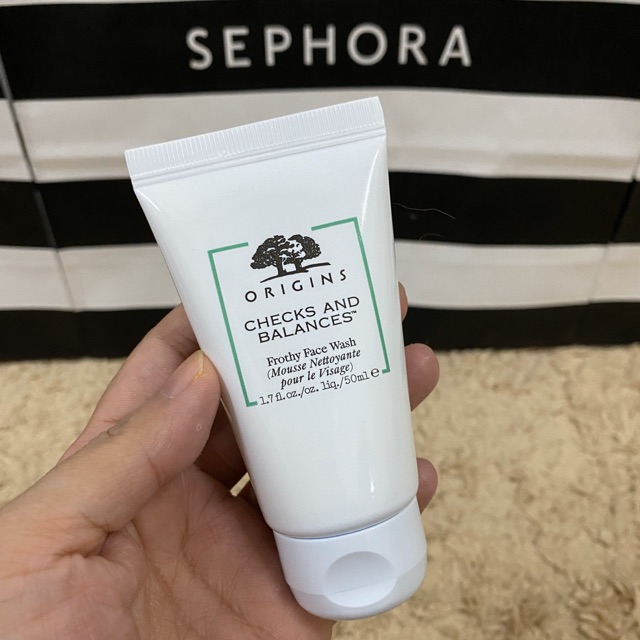 SEPHORA
ORIGINS
CHECKS AND
BALANCES™
Frothy Face Wash
(Mousse Nettoyante
pour le Visage)
1.7 fl.oz./oz. liq./50ml ℮